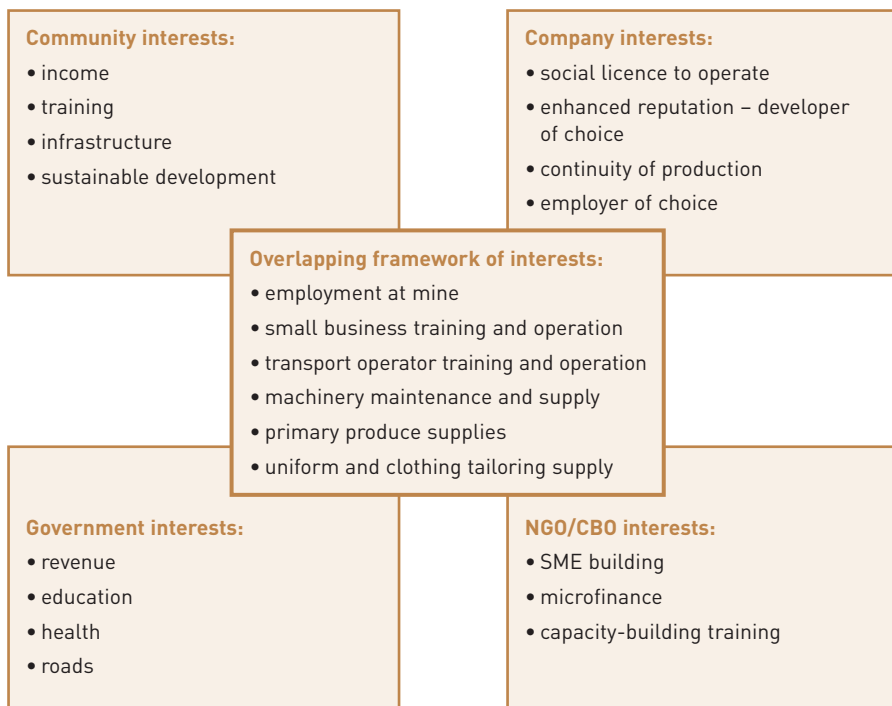 Community interests:
• income
• training
• infrastructure
• sustainable development
Company interests:
• social licence to operate
• enhanced reputation – developer
of choice
• continuity of production
• employer of choice
Overlapping framework of interests:
• employment at mine
• small business training and operation
• transport operator training and operation
• machinery maintenance and supply
• primary produce supplies
• uniform and clothing tailoring supply
Government interests:
• revenue
• education
• health
• roads
NGO/CBO interests:
• SME building
• microfinance
• capacity-building training